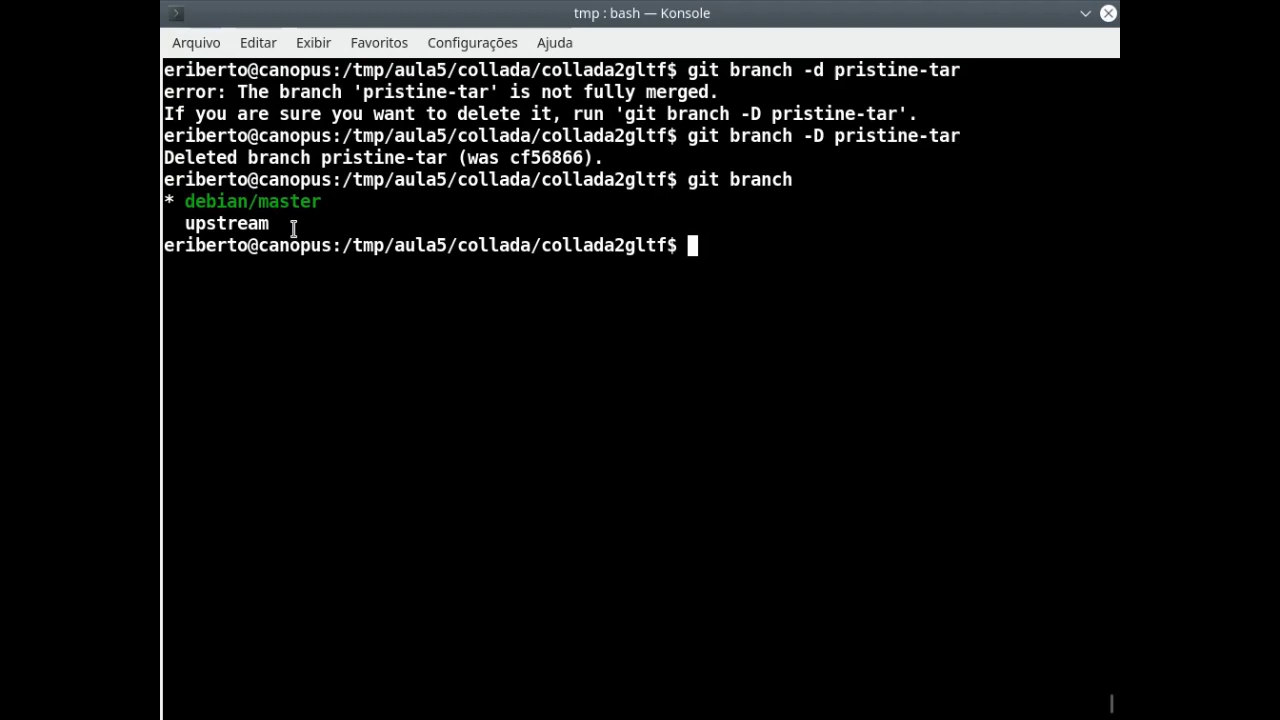 tmp : bash — Konsole
Arquivo Editar Exibir Favoritos Configurações Ajuda
eriberto@canopus:/tmp/aula5/collada/collada2gltf$ git branch -d pristine-tar
error: The branch 'pristine-tar' is not fully merged.
If you are sure you want to delete it, run 'git branch -D pristine-tar'.
eriberto@canopus:/tmp/aula5/collada/collada2gltf$ git branch -D pristine-tar
Deleted branch pristine-tar (was cf56866).
eriberto@canopus:/tmp/aula5/collada/collada2gltf$ git branch
* debian/master
upstream
eriberto@canopus:/tmp/aula5/collada/collada2gltf$